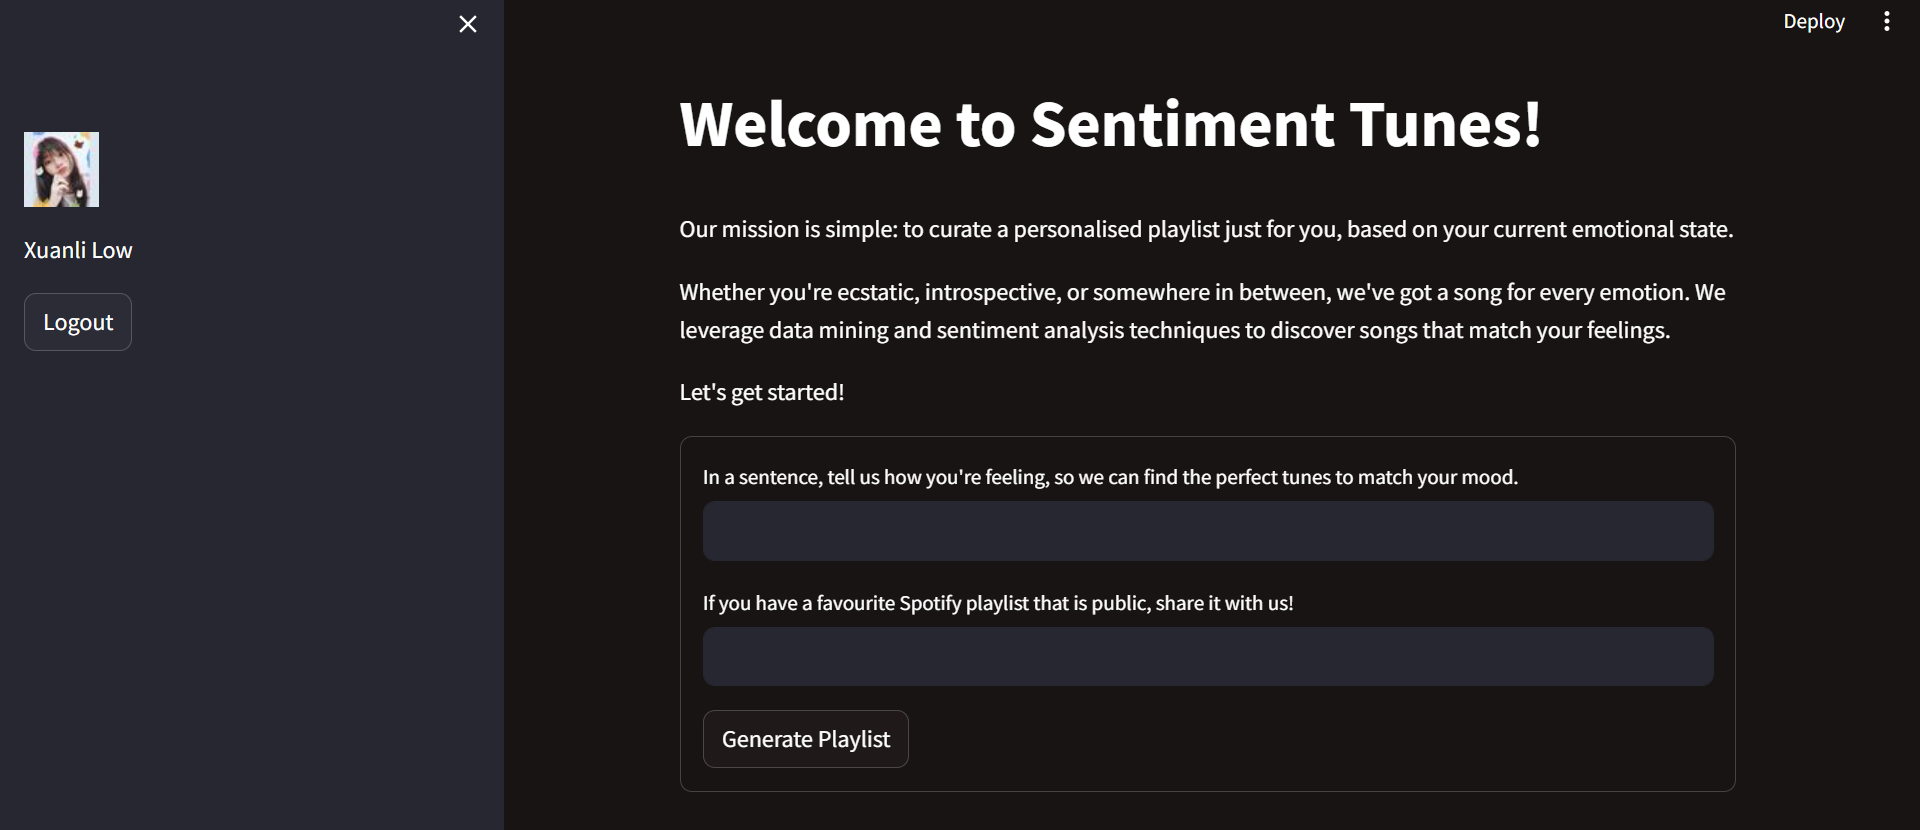 Deploy
Xuanli Low
Logout
Welcome to Sentiment Tunes!
Our mission is simple: to curate a personalised playlist just for you, based on your current emotional state.
Whether you're ecstatic, introspective, or somewhere in between, we've got a song for every emotion. We
leverage data mining and sentiment analysis techniques to discover songs that match your feelings.
Let's get started!
In a sentence, tell us how you're feeling, so we can find the perfect tunes to match your mood.
If you have a favourite Spotify playlist that is public, share it with us!
Generate Playlist